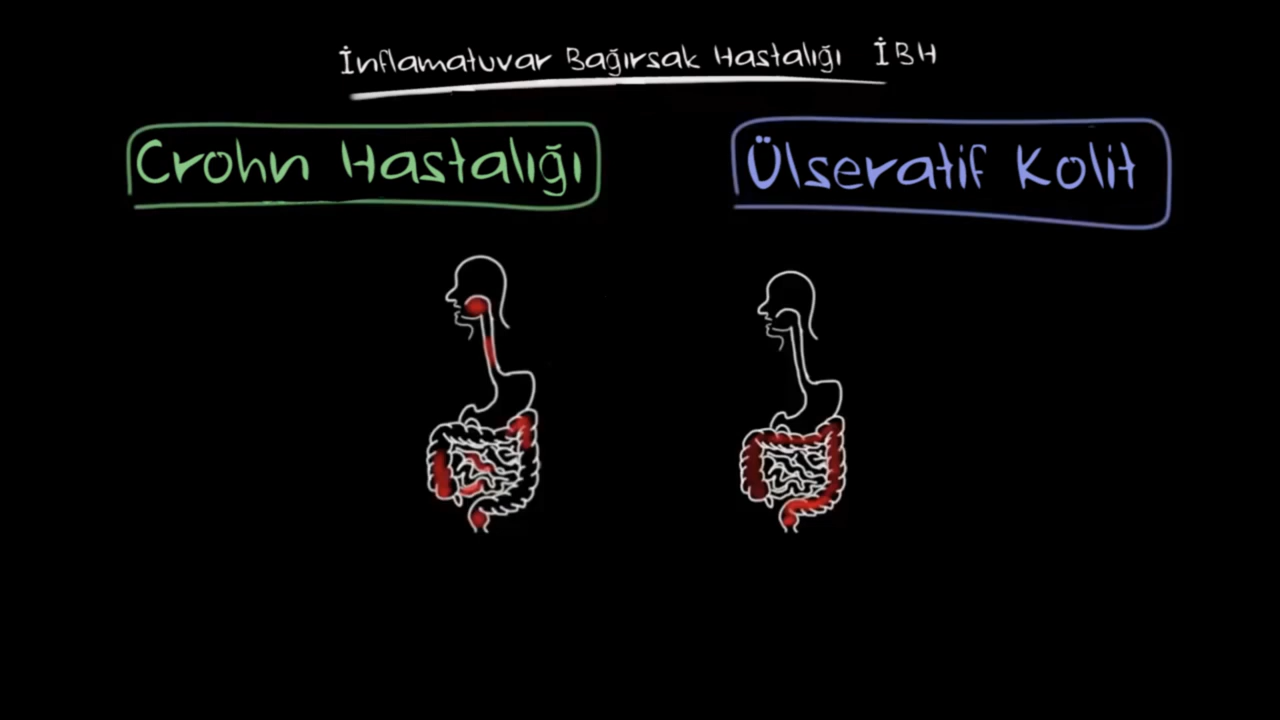 İnflamatuvar Bağırsak Hastalığı İBH
Crohn Hastalığı
Ülseratif Kolit